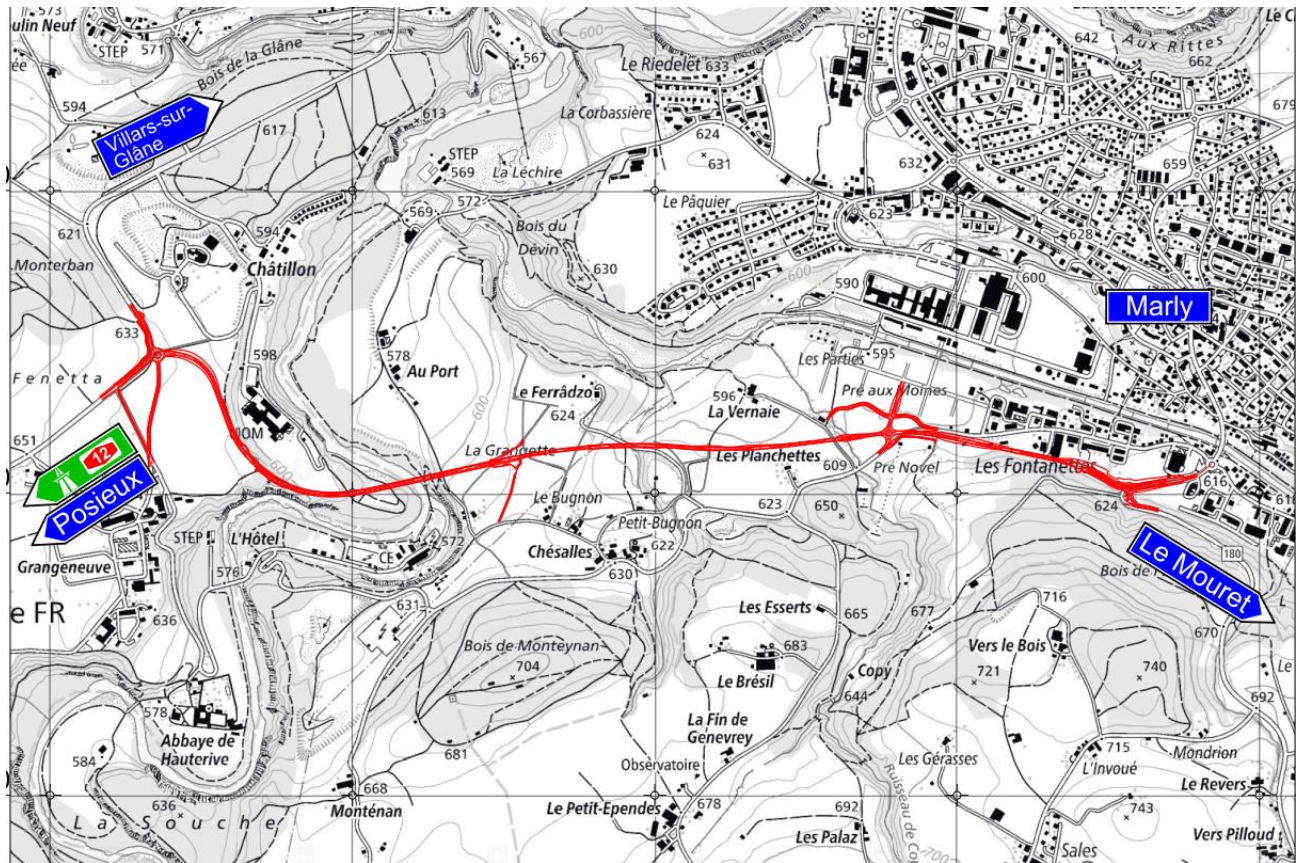 573
ulin Neuf
STEP
571
ée
594
Bois de la Glâne
567
600
Le Riedelet 633
642
Aux Rittes
662
Le C
679
Villars-sur-
Glâne
617
613
La Corbassière
624
631
632
659
STEP
569
La Léchire
572
Le Pâquier
623
621
594
569
628
Monterban
Châtillon
Bois du
Dévin
630
600
590
600
Marly
633
598
578
Au Port
Les Parties
595
Fenetta
600
le Ferrâdzo
624
596
La Vernaie
Pré aux Moines
651
La Grangette
Les Planchettes
609
Pré Novel
Les Fontanettes
616
618
12
Posieux
600
Le Bugnon
623
650
624
STEP
L'Hôtel
572
Petit-Bugnon
622
Grangeneuve
576
CE
Chésalles
630
180
Le Mouret
e FR
636
631
Les Esserts
665
677
716
670
Bois de Monteynan
704
683
Vers le Bois
740
Le Brésil
Copy
721
644
692
578
Abbaye de
Hauterive
681
La Fin de
Genevrey
715
Mondrion
584
Observatoire
Les Gérasses
L'Invoué
636
668
Le Revers
La Souche
Monténan
Le Petit-Ependes
678
692
743
Les Palaz
700
Sales
Vers Pilloud